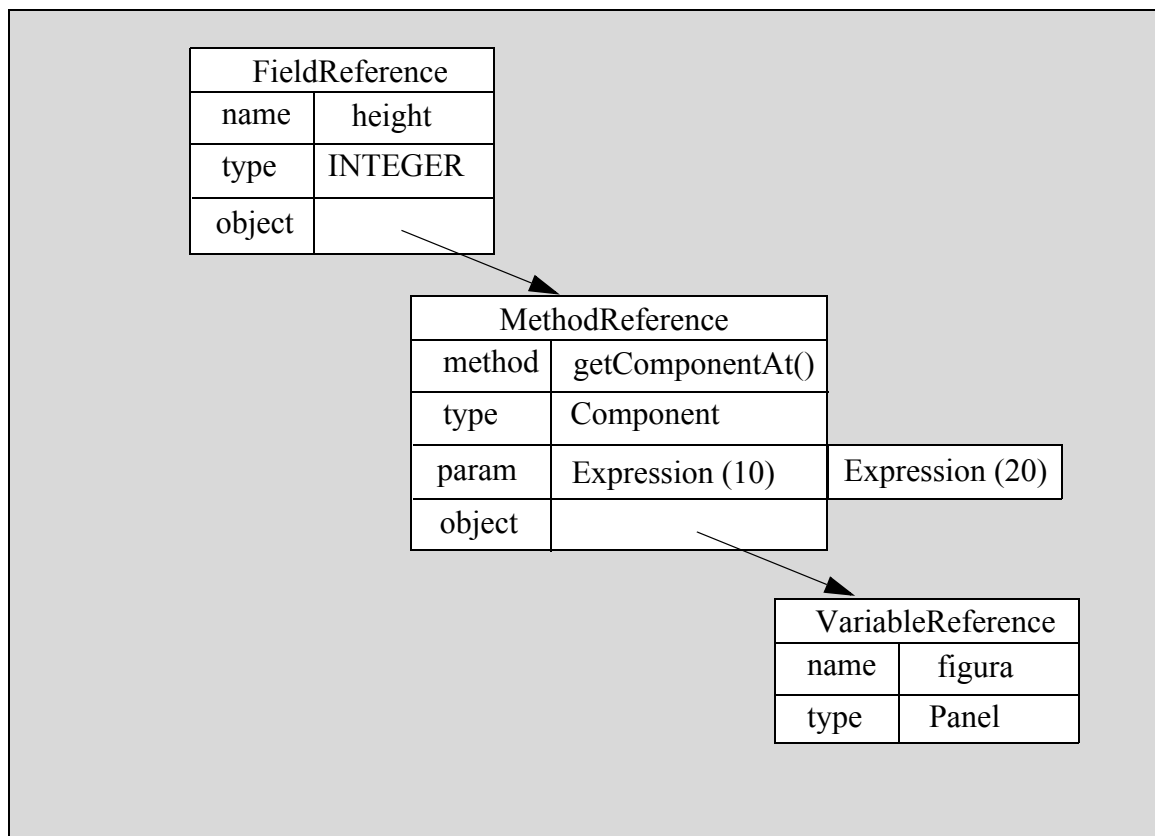 FieldReference
name height
type INTEGER
object
MethodReference
method getComponentAt()
type Component
param Expression (10) Expression (20)
object
VariableReference
name figura
type Panel